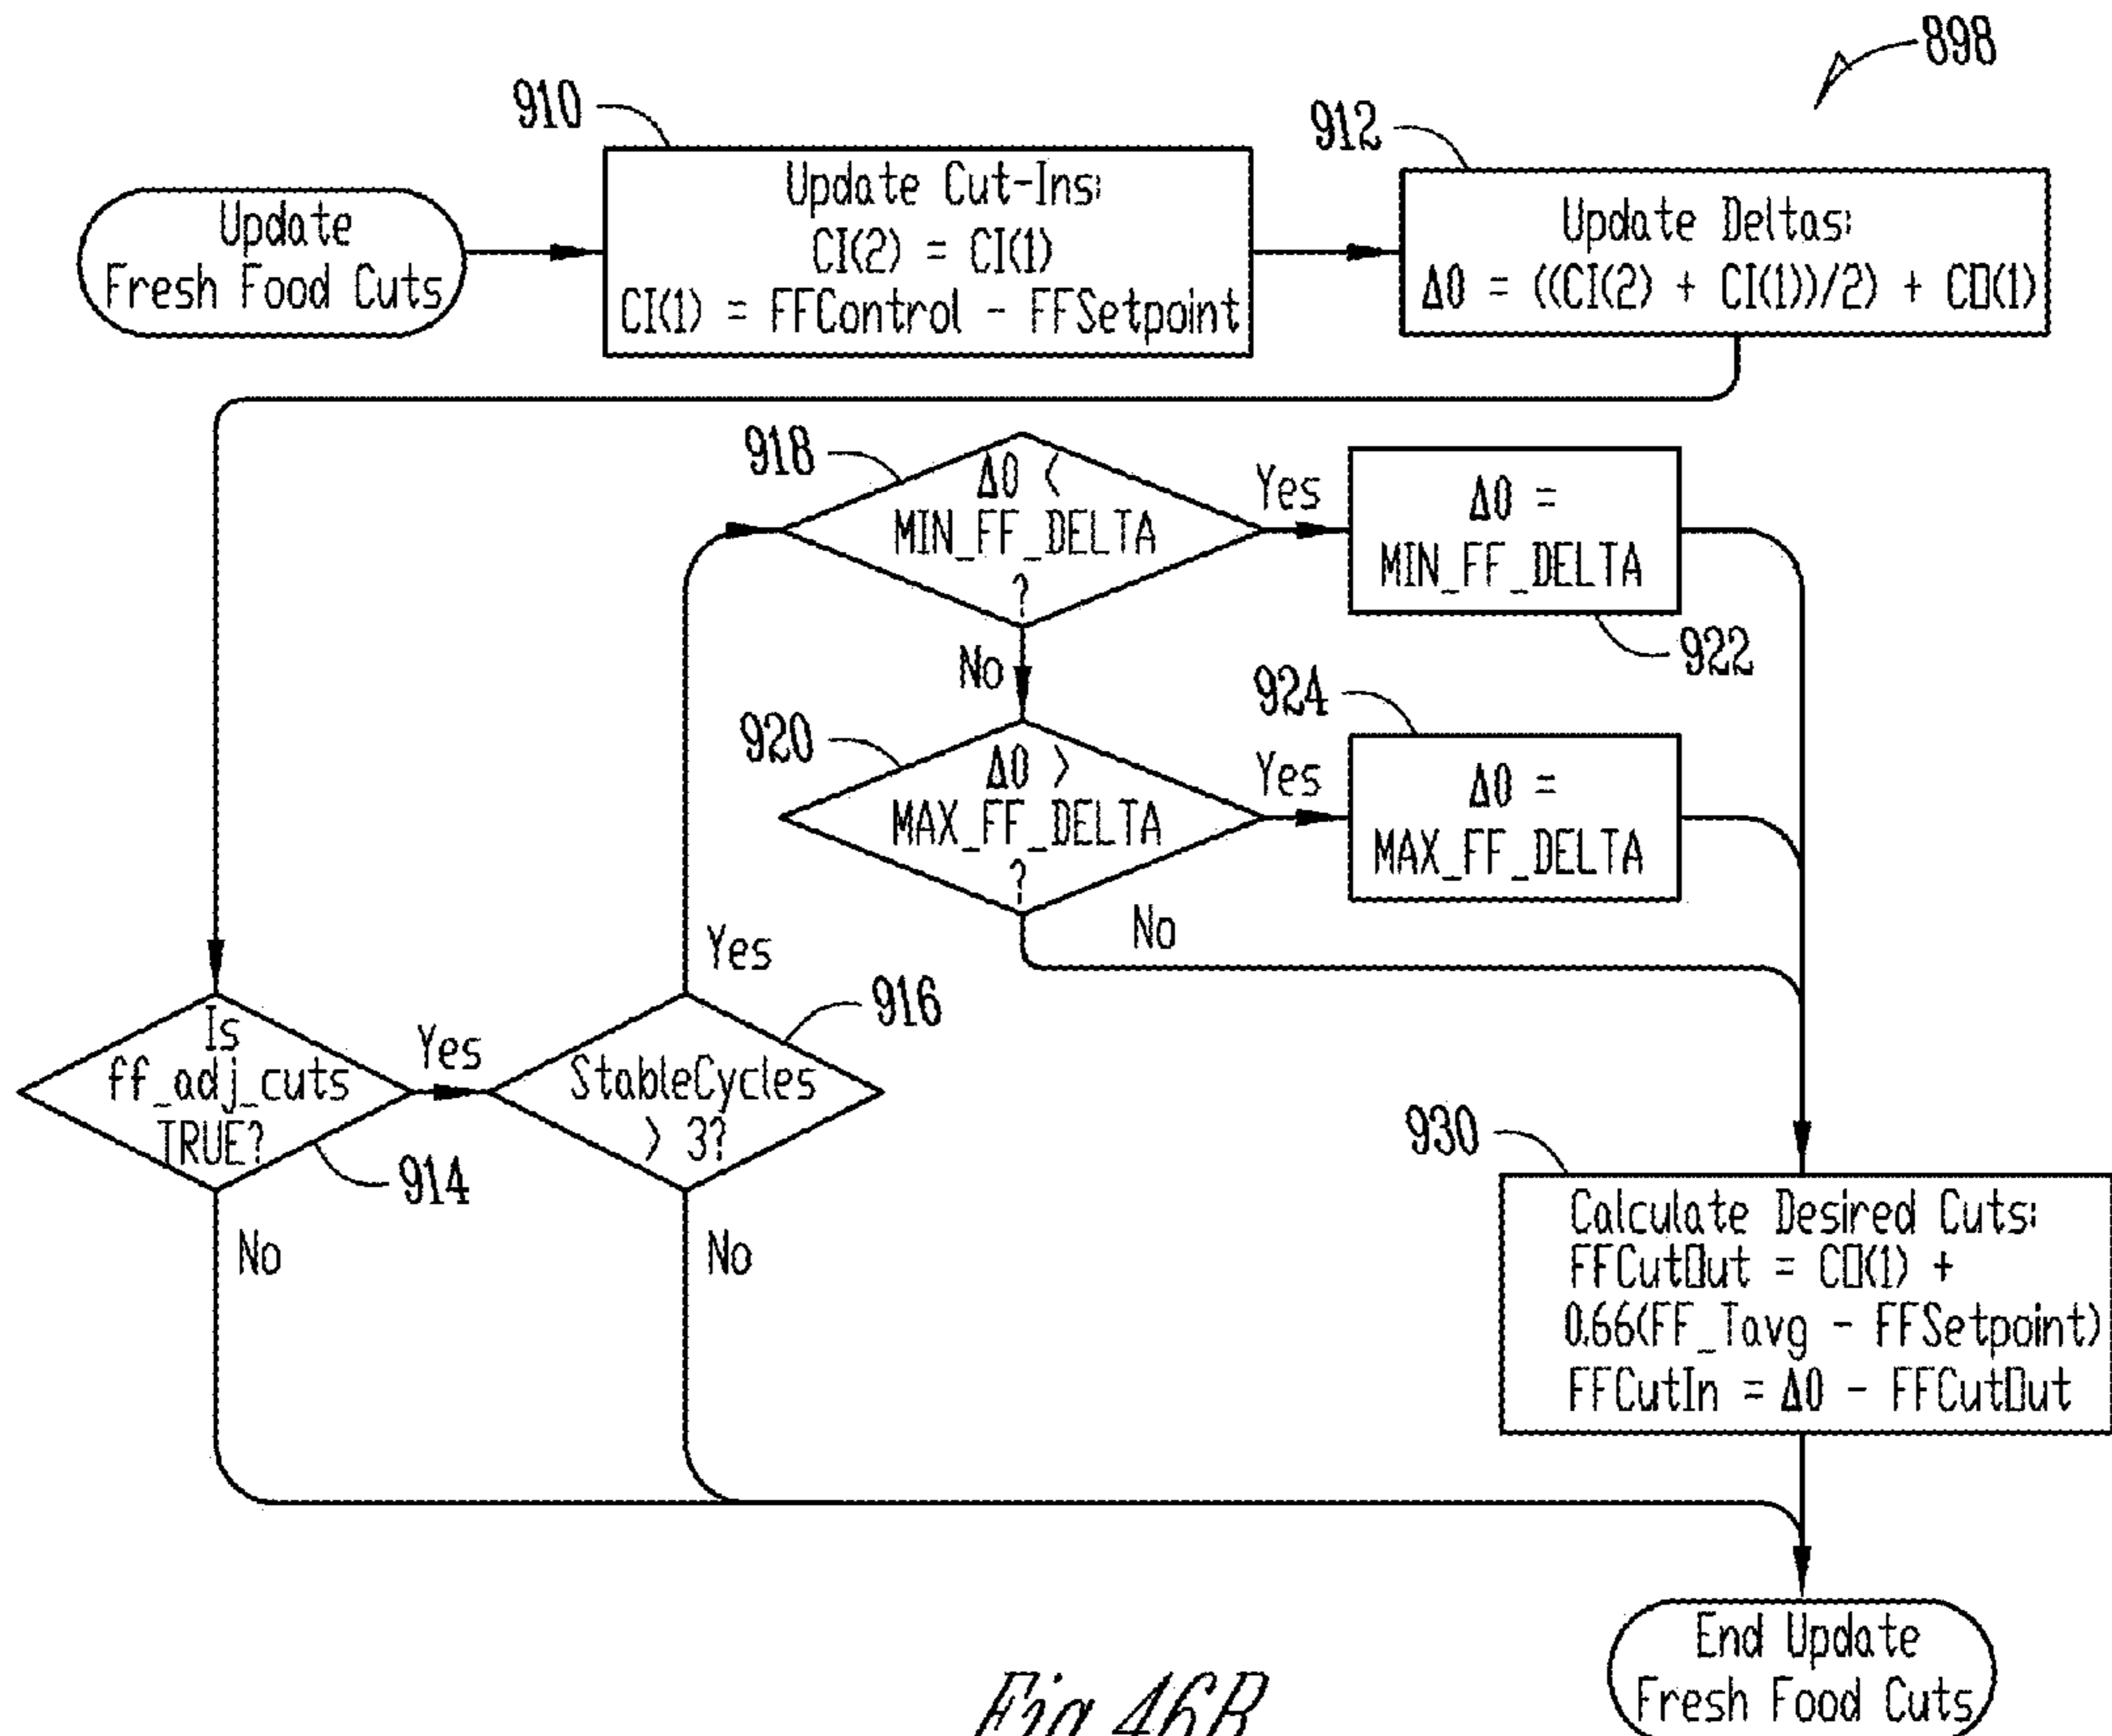 898
910
912
Update
Fresh Food Cuts
Update Cut-Ins:
CI(2) = CI(1)
CI(1) = FFControl - FFSetpoint
Update Deltas:
Δ0 = ((CI(2) + CI(1))/2) + CO(1)
918
Δ0 <
MIN_FF_DELTA
?
Yes
Δ0 =
MIN_FF_DELTA
922
No
920
Δ0 >
MAX_FF_DELTA
?
Yes
924
Δ0 =
MAX_FF_DELTA
No
Is
ff_adj_cuts
TRUE?
914
Yes
StableCycles
> 3?
916
Yes
No
No
930
Calculate Desired Cuts:
FFCutOut = CO(1) +
0.66(FF_Tavg - FFSetpoint)
FFCutIn = Δ0 - FFCutOut
End Update
Fresh Food Cuts
Fig. 46B